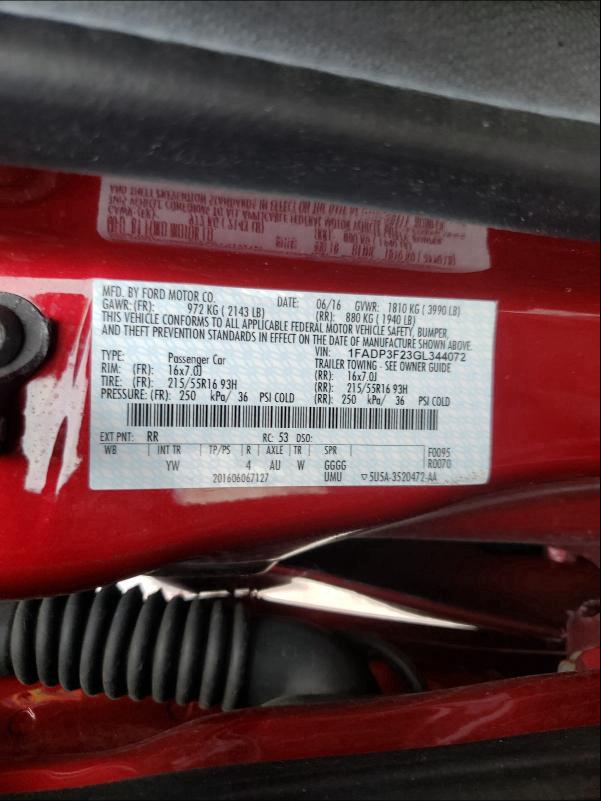 MFD. BY FORD MOTOR CO.
DATE: 06/16 GVWR: 1810 KG ( 3990 LB)
GAWR: (FR): 972 KG ( 2143 LB) (RR): 880 KG ( 1940 LB)
THIS VEHICLE CONFORMS TO ALL APPLICABLE FEDERAL MOTOR VEHICLE SAFETY, BUMPER,
AND THEFT PREVENTION STANDARDS IN EFFECT ON THE DATE OF MANUFACTURE SHOWN ABOVE.
VIN: 1FADP3F23GL344072
TYPE: Passenger Car TRAILER TOWING - SEE OWNER GUIDE
RIM: (FR): 16x7.0J (RR): 16x7.0J
TIRE: (FR): 215/55R16 93H (RR): 215/55R16 93H
PRESSURE: (FR): 250 kPa/ 36 PSI COLD (RR): 250 kPa/ 36 PSI COLD
EXT PNT: RR RC: 53 DSO:
WB INT TR TP/PS R AXLE TR SPR F0095
YW 4 AU W GGGG R0070
201606067127 UMU ▽5U5A-3520472-AA